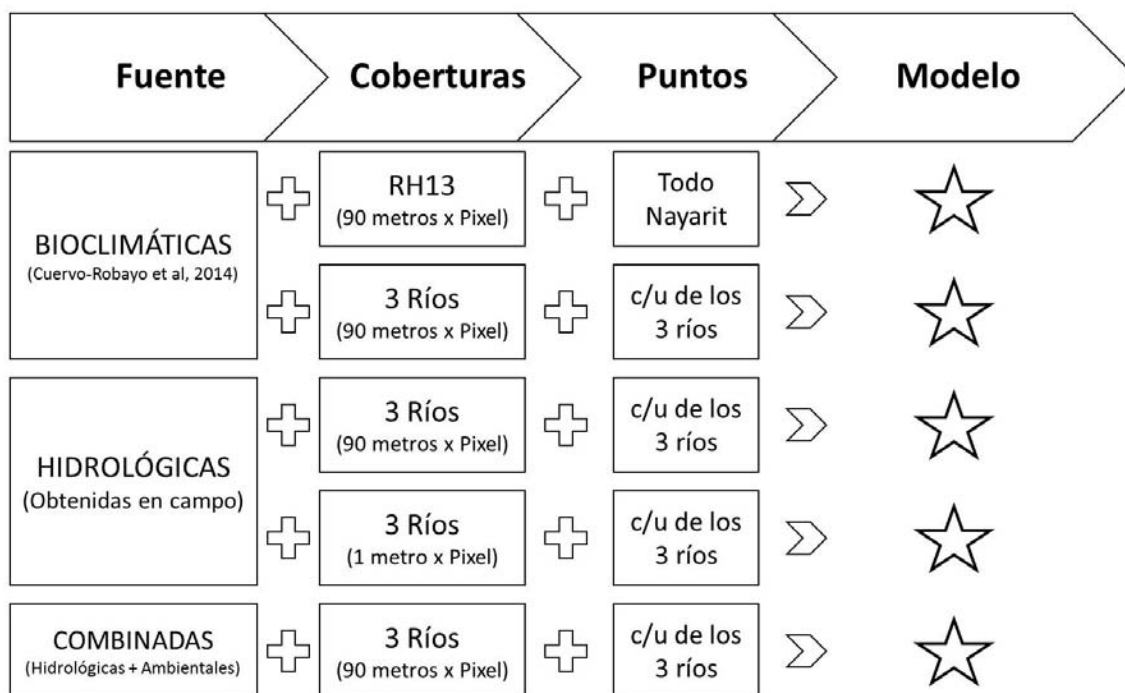 Fuente
Coberturas
Puntos
Modelo
BIOCLIMÁTICAS
(Cuervo-Robayo et al, 2014)
RH13
(90 metros x Pixel)
Todo
Nayarit
3 Ríos
(90 metros x Pixel)
c/u de los
3 ríos
HIDROLÓGICAS
(Obtenidas en campo)
3 Ríos
(90 metros x Pixel)
c/u de los
3 ríos
3 Ríos
(1 metro x Pixel)
c/u de los
3 ríos
COMBINADAS
(Hidrológicas + Ambientales)
3 Ríos
(90 metros x Pixel)
c/u de los
3 ríos